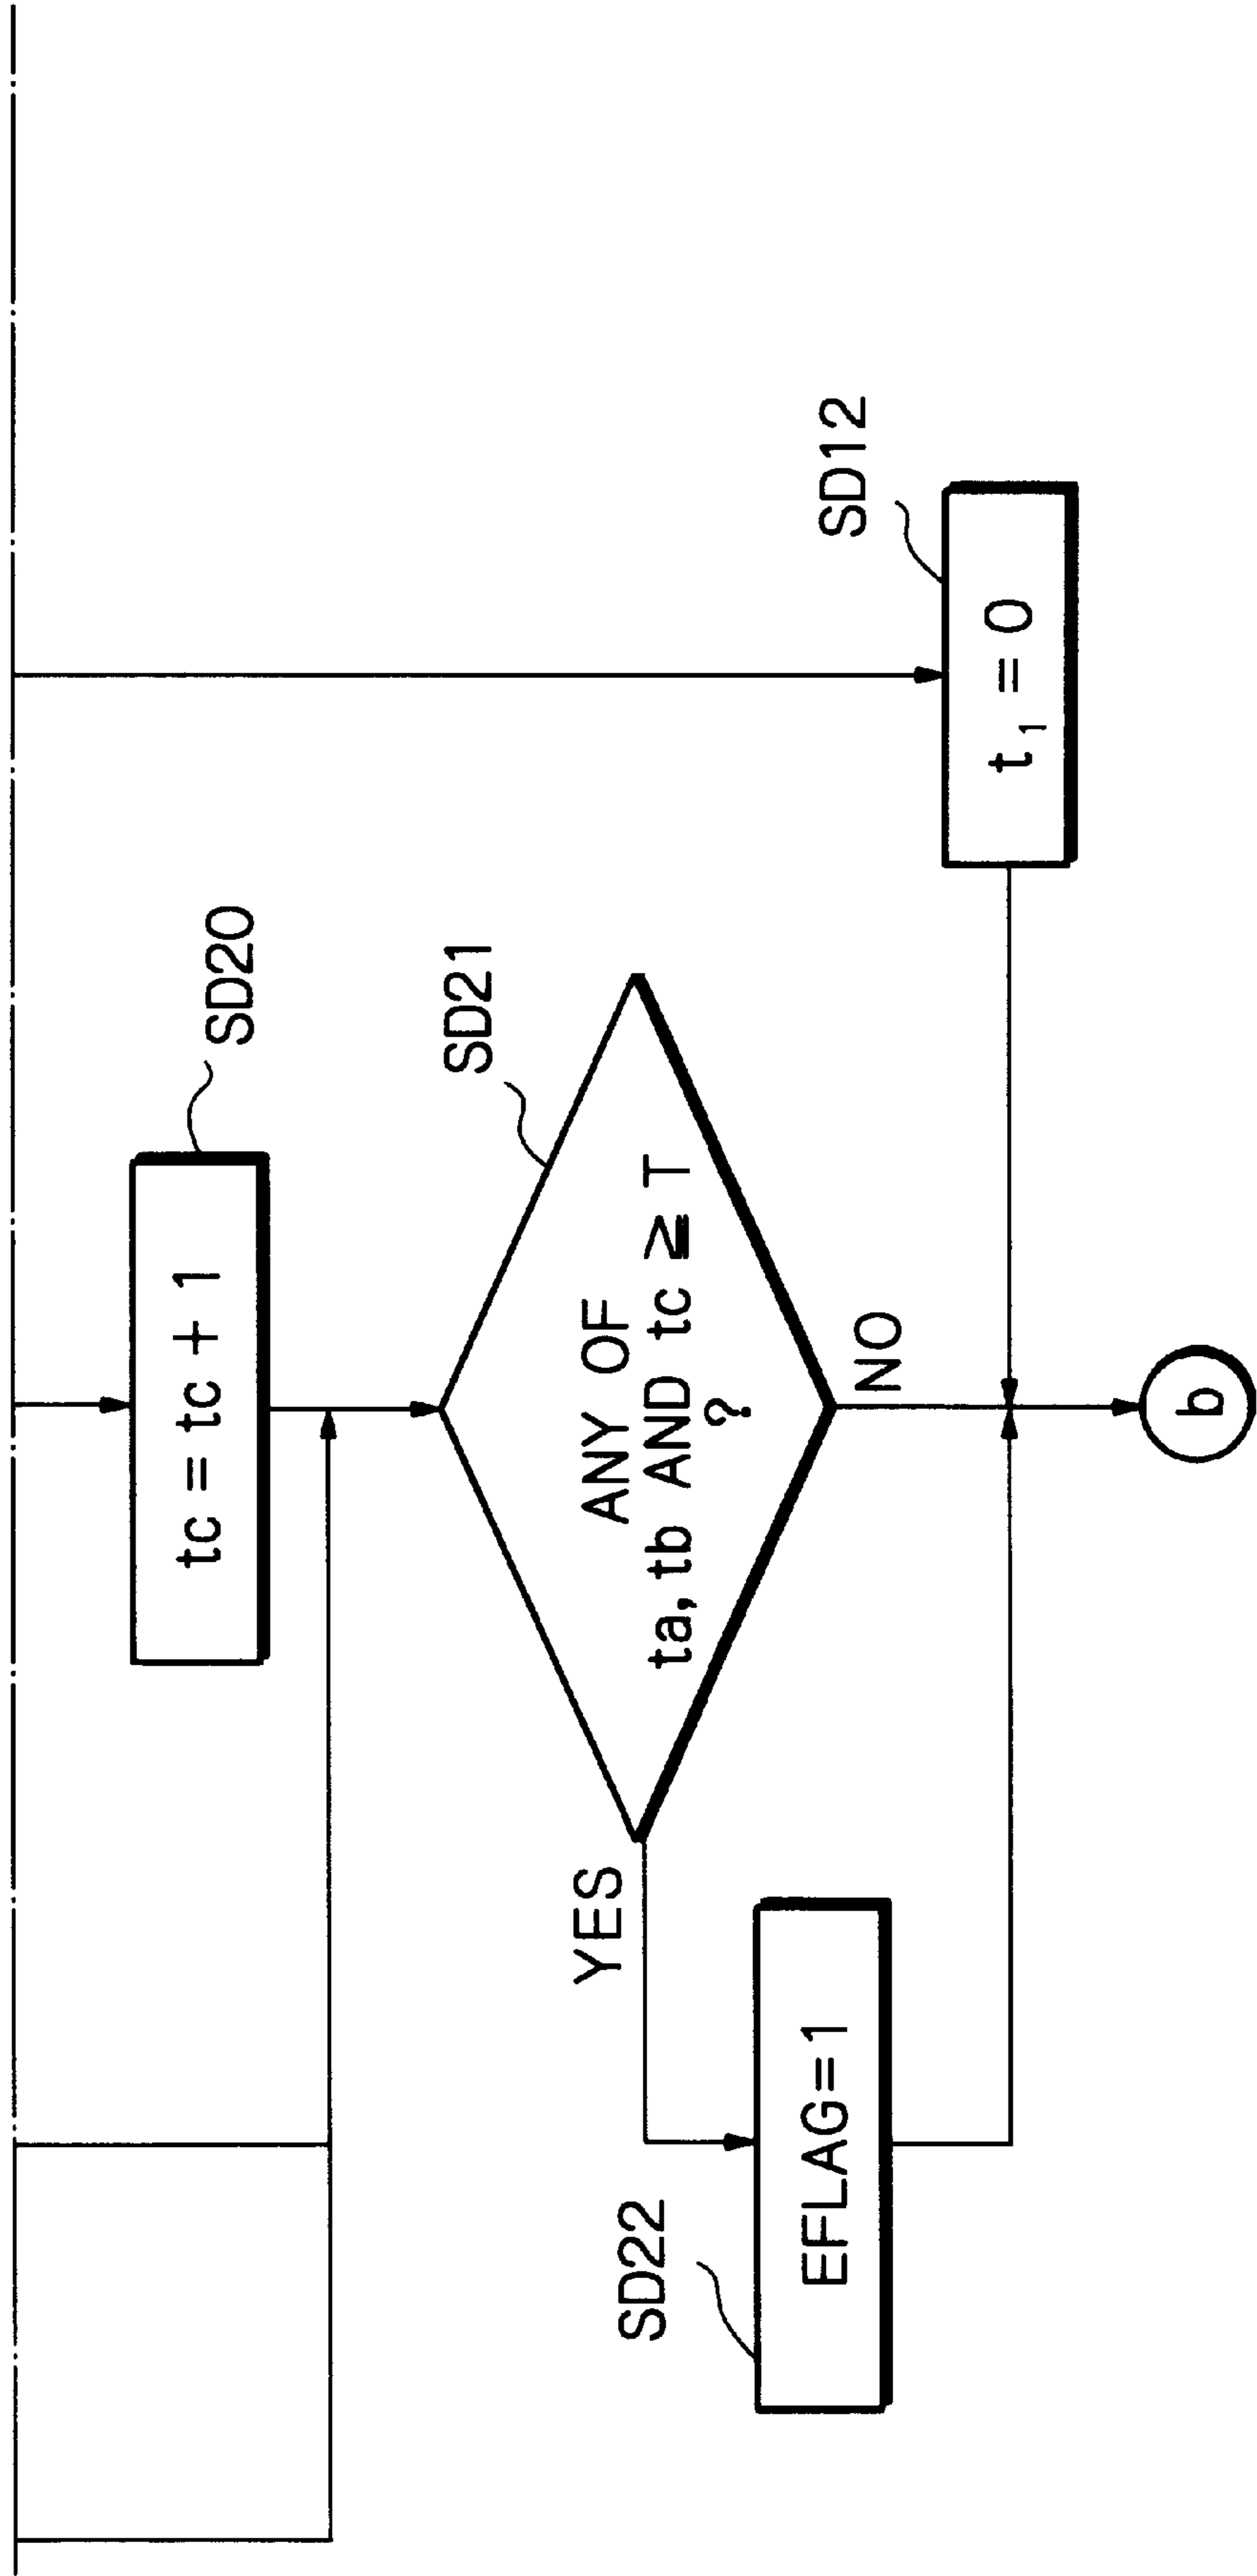 SD20
tc = tc + 1
SD21
ANY OF
ta, tb AND tc ≧ T
?
YES
NO
SD22
EFLAG=1
SD12
t₁ = 0
b